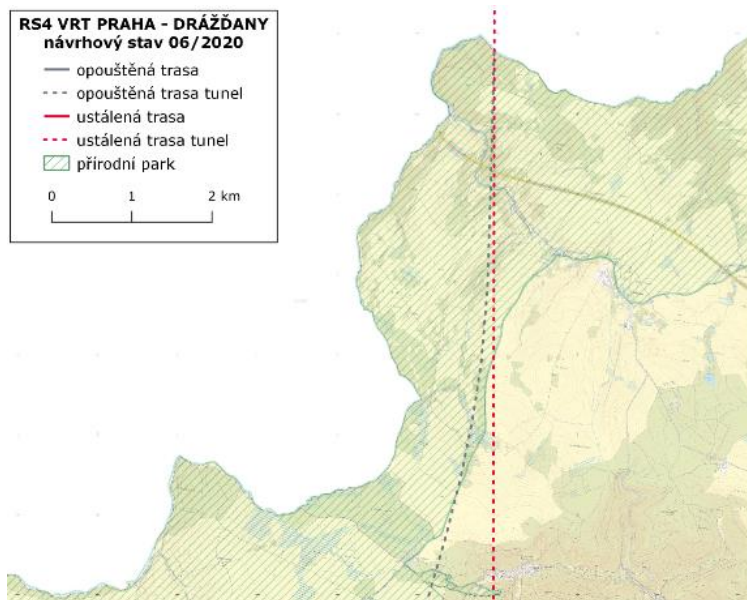 RS4 VRT PRAHA - DRÁŽĎANY
návrhový stav 06/2020
opouštěná trasa
opouštěná trasa tunel
ustálená trasa
ustálená trasa tunel
přírodní park
0 1 2 km